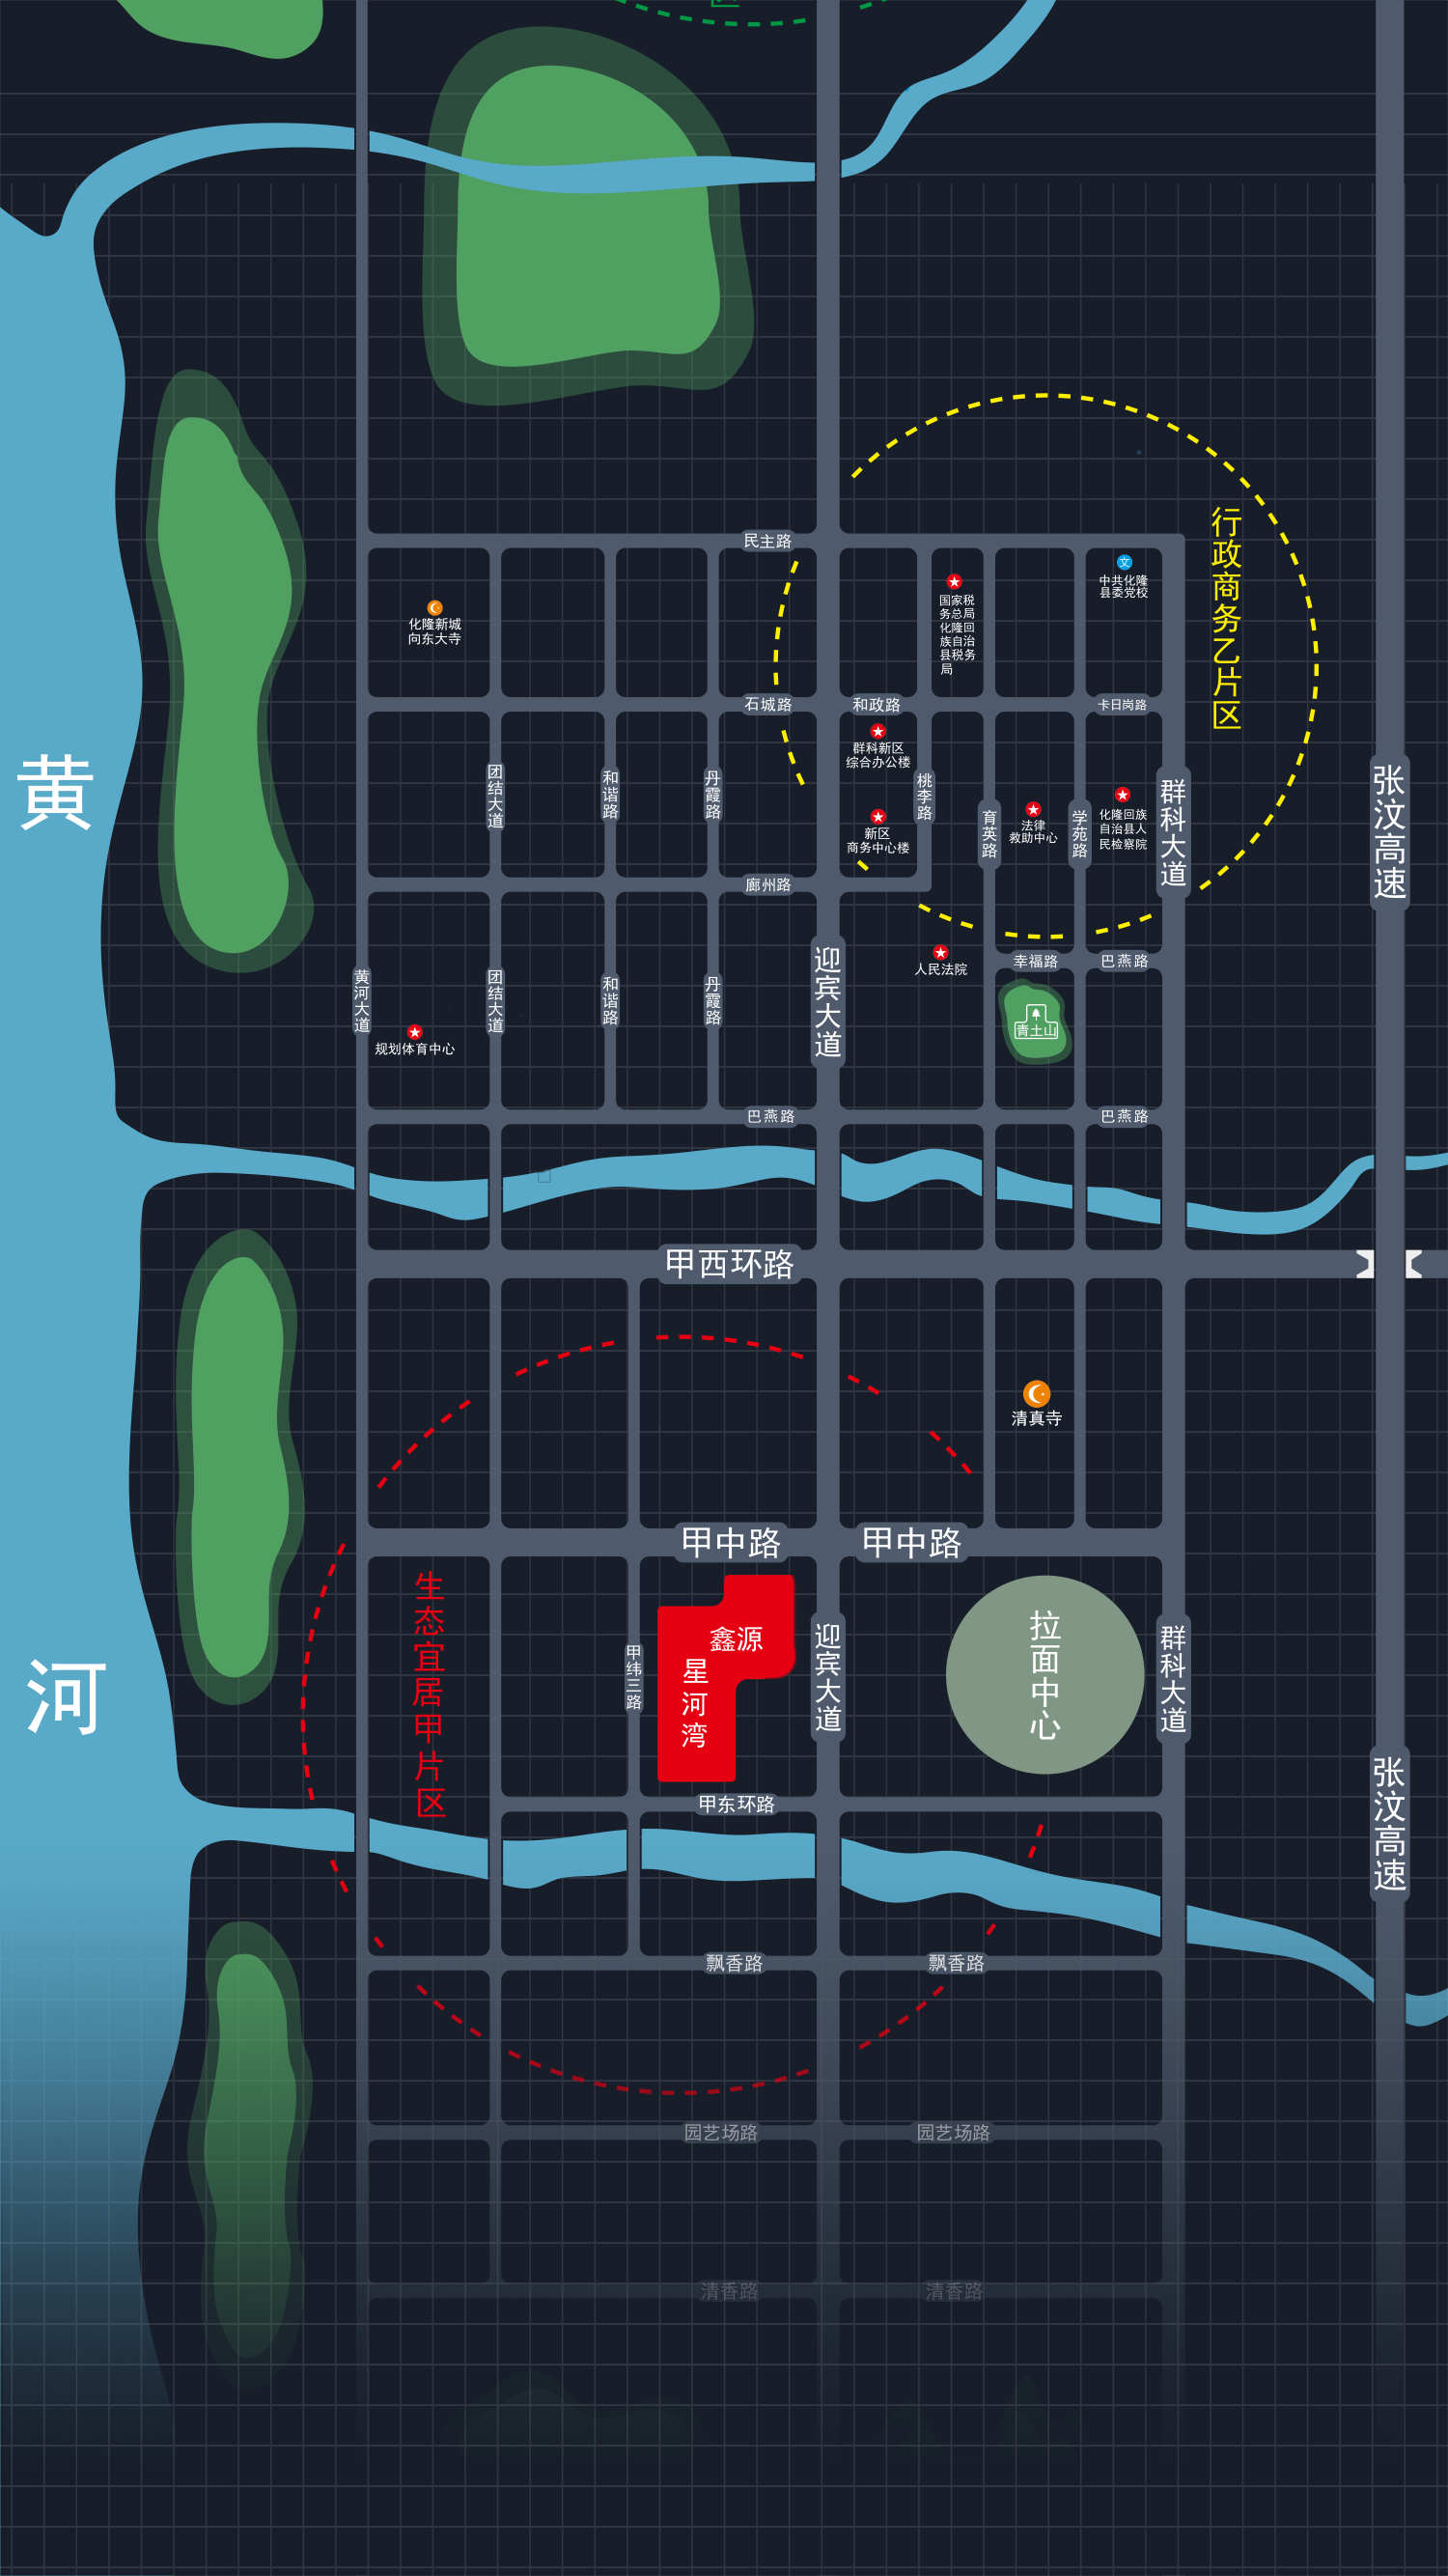 民主路
行政商务乙片区
中共化隆
县委党校
国家税
务总局
化隆回
族自治
县税务
局
化隆新城
向东大寺
石城路
和政路
卡日岗路
群科新区
综合办公楼
黄
团结大道
和谐路
丹霞路
桃李路
育英路
法律
救助中心
学苑路
化隆回族
自治县人
民检察院
群科大道
张汶高速
新区
商务中心楼
廊州路
黄河大道
团结大道
和谐路
丹霞路
迎宾大道
人民法院
幸福路
巴燕路
青土山
规划体育中心
巴燕路
巴燕路
甲西环路
清真寺
甲中路
甲中路
生态宜居甲片区
甲纬三路
鑫源
星河湾
迎宾大道
拉面中心
群科大道
河
张汶高速
甲东环路
飘香路
飘香路
园艺场路
园艺场路
清香路
清香路